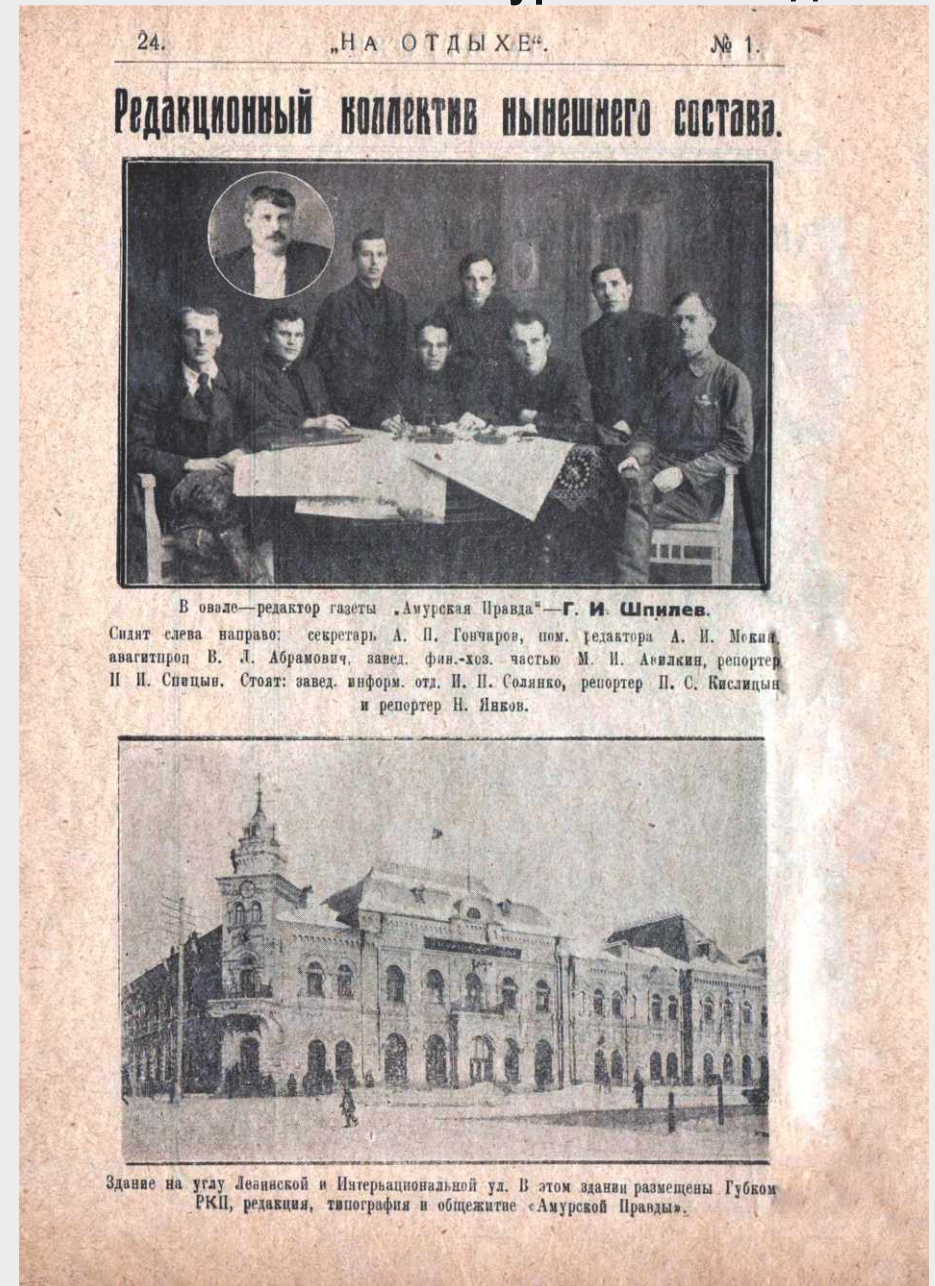 24. „НА ОТДЫХЕ“. № 1.
Редакционный коллектив нынешнего состава.
В овале—редактор газеты „Амурская Правда“—Г. И. Шпилев.
Сидят слева направо: секретарь А. П. Гончаров, пом. редактора А. И. Мокин,
авагитпроп В. Л. Абрамович, завед. фин.-хоз. частью М. И. Авилкин, репортер
П И. Спицын. Стоят: завед. информ. отд. И. П. Солянко, репортер П. С. Кислицын
и репортер Н. Янков.
Здание на углу Ленинской и Интернациональной ул. В этом здании размещены Губком
РКП, редакция, типография и общежитие «Амурской Правды».